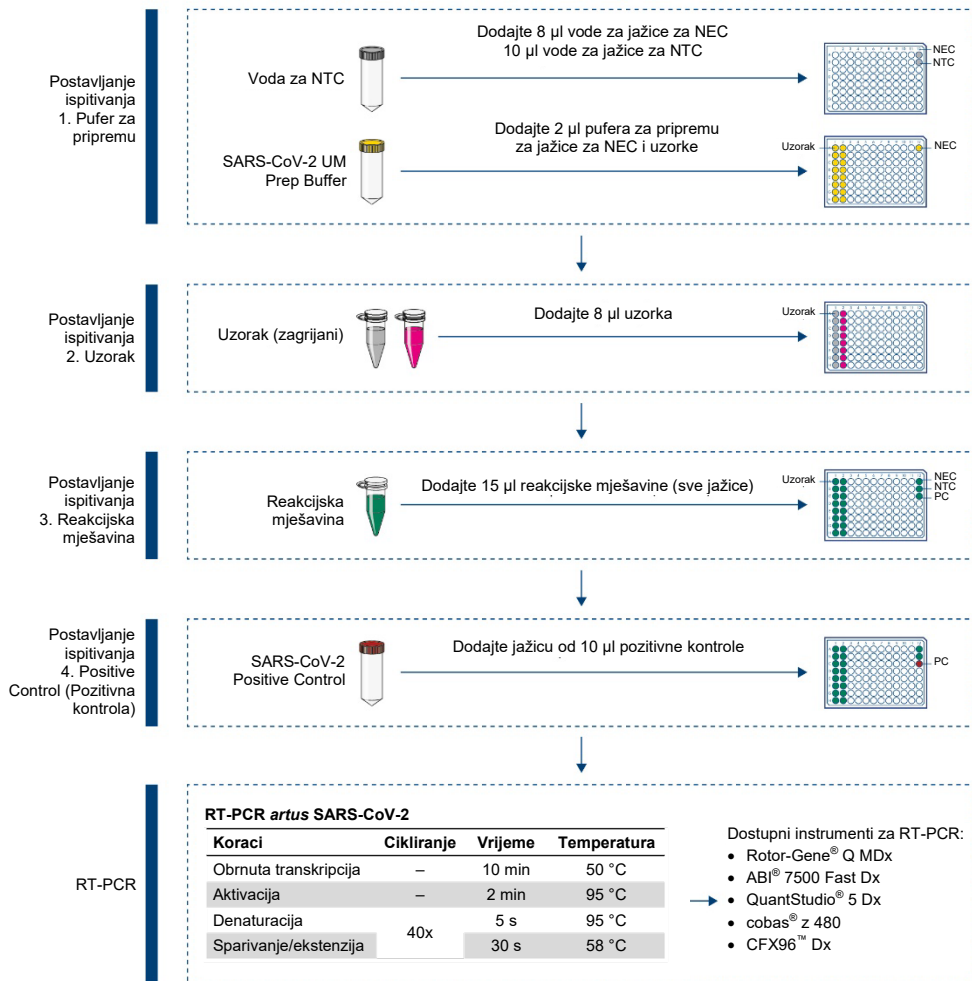 Postavljanje
ispitivanja
1. Pufer za
pripremu
Voda za NTC
Dodajte 8 µl vode za jažice za NEC
10 µl vode za jažice za NTC
NEC
NTC
SARS-CoV-2 UM
Prep Buffer
Dodajte 2 µl pufera za pripremu
za jažice za NEC i uzorke
Uzorak
NEC
Postavljanje
ispitivanja
2. Uzorak
Uzorak (zagrijani)
Dodajte 8 µl uzorka
Uzorak
Postavljanje
ispitivanja
3. Reakcijska
mješavina
Reakcijska
mješavina
Dodajte 15 µl reakcijske mješavine (sve jažice)
Uzorak
NEC
NTC
PC
Postavljanje
ispitivanja
4. Positive
Control (Pozitivna
kontrola)
SARS-CoV-2
Positive Control
Dodajte jažicu od 10 µl pozitivne kontrole
PC
RT-PCR
RT-PCR artus SARS-CoV-2
Koraci Cikliranje Vrijeme Temperatura
Obrnuta transkripcija – 10 min 50 °C
Aktivacija – 2 min 95 °C
Denaturacija 40x 5 s 95 °C
Sparivanje/ekstenzija 30 s 58 °C
Dostupni instrumenti za RT-PCR:
• Rotor-Gene® Q MDx
• ABI® 7500 Fast Dx
• QuantStudio® 5 Dx
• cobas® z 480
• CFX96™ Dx